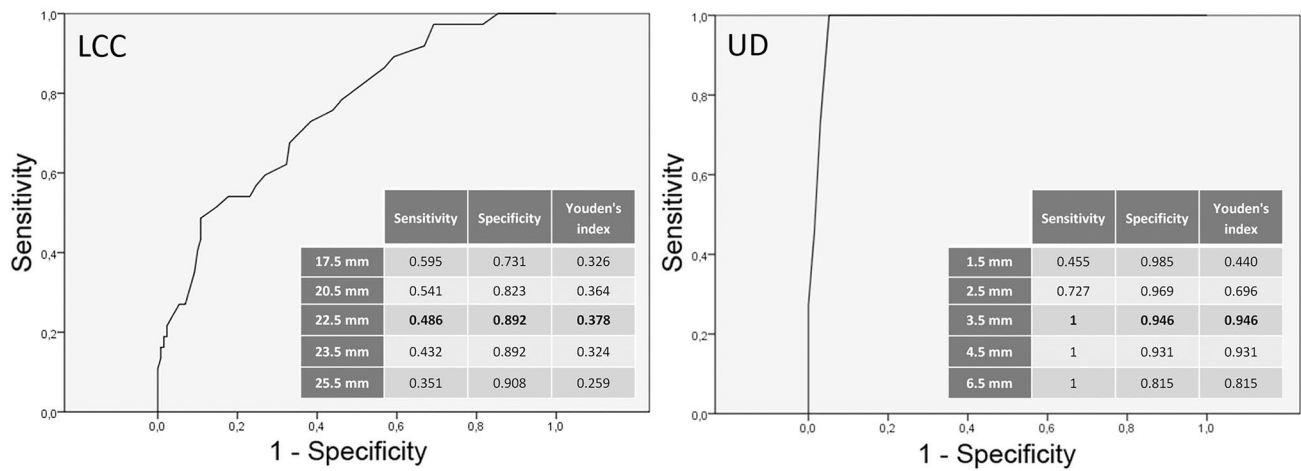 LCC
Sensitivity
1,0
0,8
0,6
0,4
0,2
0,0
0,0 0,2 0,4 0,6 0,8 1,0
1 - Specificity
Sensitivity Specificity Youden's
index
17.5 mm 0.595 0.731 0.326
20.5 mm 0.541 0.823 0.364
22.5 mm 0.486 0.892 0.378
23.5 mm 0.432 0.892 0.324
25.5 mm 0.351 0.908 0.259
UD
Sensitivity
1,0
0,8
0,6
0,4
0,2
0,0
0,0 0,2 0,4 0,6 0,8 1,0
1 - Specificity
Sensitivity Specificity Youden's
index
1.5 mm 0.455 0.985 0.440
2.5 mm 0.727 0.969 0.696
3.5 mm 1 0.946 0.946
4.5 mm 1 0.931 0.931
6.5 mm 1 0.815 0.815